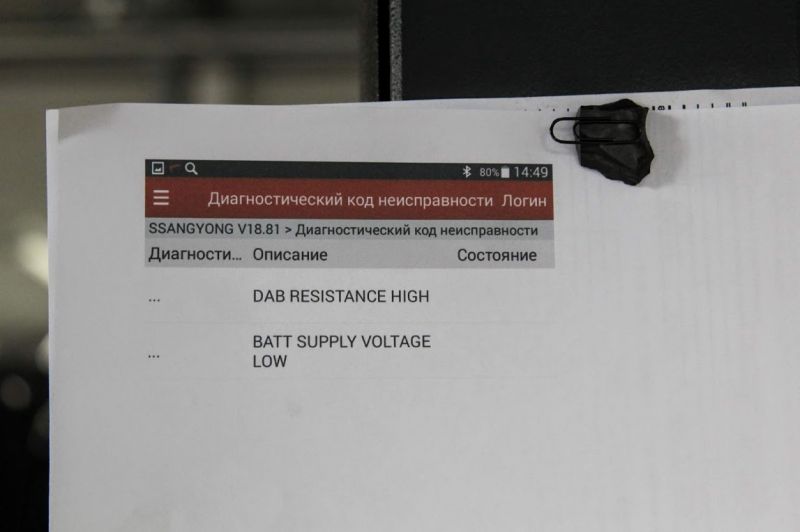 80% 14:49
Диагностический код неисправности Логин
SSANGYONG V18.81 > Диагностический код неисправности
Диагности... Описание Состояние
... DAB RESISTANCE HIGH
... BATT SUPPLY VOLTAGE
LOW